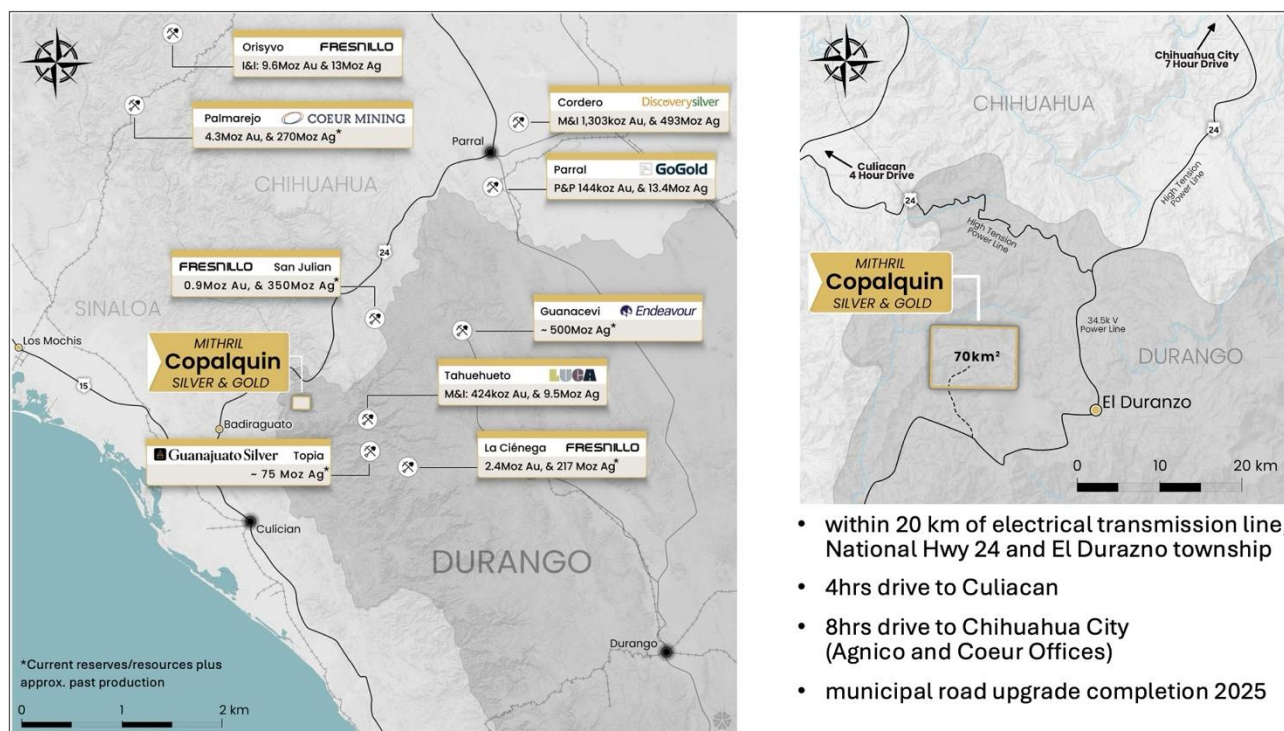 Orisyvo FRESNILLO
I&I: 9.6Moz Au & 13Moz Ag
Palmarejo COEUR MINING
4.3Moz Au, & 270Moz Ag*
Cordero Discoverysilver
M&I 1,303koz Au, & 493Moz Ag
Parral
Parral GoGold
P&P 144koz Au, & 13.4Moz Ag
CHIHUAHUA
24
FRESNILLO San Julian
0.9Moz Au, & 350Moz Ag*
SINALOA
Guanacevi Endeavour
~ 500Moz Ag*
Los Mochis
MITHRIL
Copalquin
SILVER & GOLD
15
Tahuehueto LUCA
M&I: 424koz Au, & 9.5Moz Ag
Badiraguato
Guanajuato Silver Topia
~ 75 Moz Ag*
La Ciénega FRESNILLO
2.4Moz Au, & 217 Moz Ag*
Culician
DURANGO
Durango
*Current reserves/resources plus
approx. past production
0 1 2 km
Chihuahua City
7 Hour Drive
CHIHUAHUA
24
Culiacan
4 Hour Drive
24
High Tension
Power Line
High Tension
Power Line
MITHRIL
Copalquin
SILVER & GOLD
34.5k V
Power Line
70km²
DURANGO
El Duranzo
0 10 20 km
• within 20 km of electrical transmission line,
National Hwy 24 and El Durazno township
• 4hrs drive to Culiacan
• 8hrs drive to Chihuahua City
(Agnico and Coeur Offices)
• municipal road upgrade completion 2025